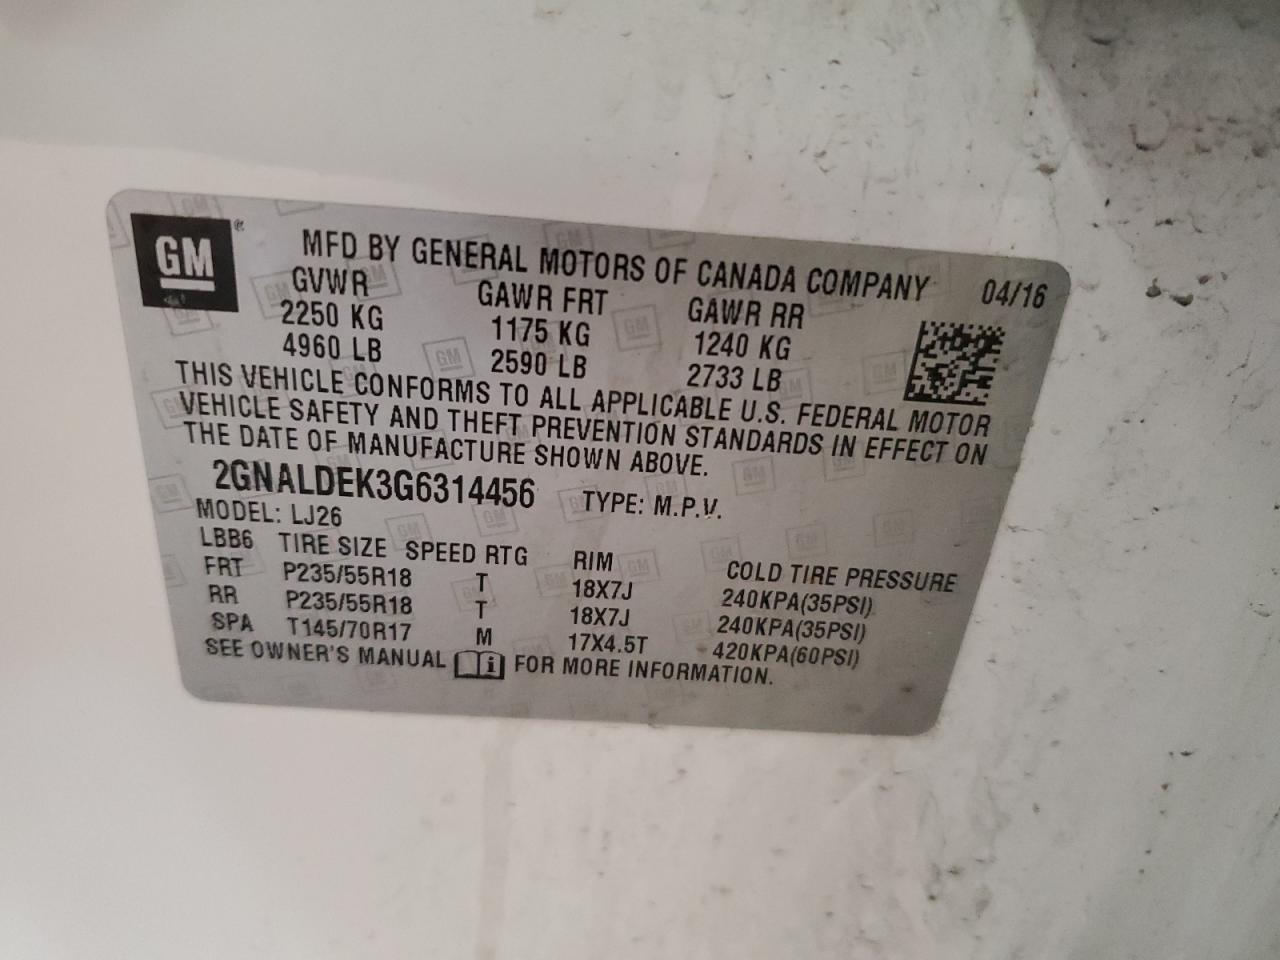 GM®
MFD BY GENERAL MOTORS OF CANADA COMPANY 04/16
GVWR GAWR FRT GAWR RR
2250 KG 1175 KG 1240 KG
4960 LB 2590 LB 2733 LB
THIS VEHICLE CONFORMS TO ALL APPLICABLE U.S. FEDERAL MOTOR
VEHICLE SAFETY AND THEFT PREVENTION STANDARDS IN EFFECT ON
THE DATE OF MANUFACTURE SHOWN ABOVE.
2GNALDEK3G6314456 TYPE: M.P.V.
MODEL: LJ26
LBB6 TIRE SIZE SPEED RTG RIM COLD TIRE PRESSURE
FRT P235/55R18 T 18X7J 240KPA(35PSI)
RR P235/55R18 T 18X7J 240KPA(35PSI)
SPA T145/70R17 M 17X4.5T 420KPA(60PSI)
SEE OWNER'S MANUAL i FOR MORE INFORMATION.